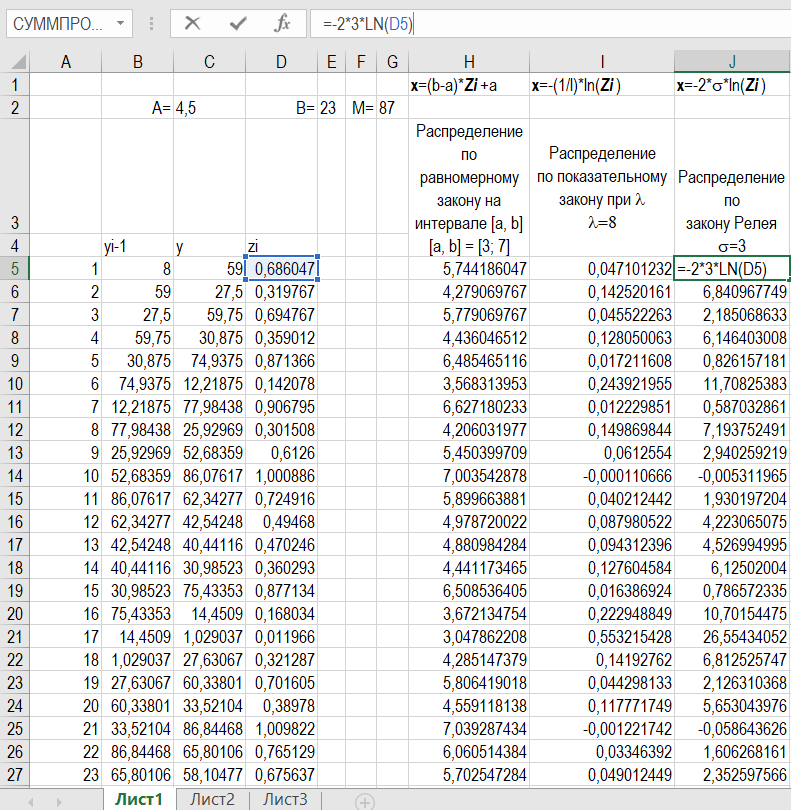 СУММПРО... =-2*3*LN(D5)
A B C D E F G H I J
1 x=(b-a)*Zi +a x=-(1/l)*ln(Zi ) x=-2*σ*ln(Zi )
2 A= 4,5 B= 23 M= 87
Распределение
по
равномерному
закону на
интервале [a, b]
[a, b] = [3; 7]
Распределение
по показательному
закону при λ
λ=8
Распределение
по
закону Релея
σ=3
3
4 yi-1 y zi
5 1 8 59 0,686047 5,744186047 0,047101232 =-2*3*LN(D5)
6 2 59 27,5 0,319767 4,279069767 0,142520161 6,840967749
7 3 27,5 59,75 0,694767 5,779069767 0,045522263 2,185068633
8 4 59,75 30,875 0,359012 4,436046512 0,128050063 6,146403008
9 5 30,875 74,9375 0,871366 6,485465116 0,017211608 0,826157181
10 6 74,9375 12,21875 0,142078 3,568313953 0,243921955 11,70825383
11 7 12,21875 77,98438 0,906795 6,627180233 0,012229851 0,587032861
12 8 77,98438 25,92969 0,301508 4,206031977 0,149869844 7,193752491
13 9 25,92969 52,68359 0,6126 5,450399709 0,0612554 2,940259219
14 10 52,68359 86,07617 1,000886 7,003542878 -0,000110666 -0,005311965
15 11 86,07617 62,34277 0,724916 5,899663881 0,040212442 1,930197204
16 12 62,34277 42,54248 0,49468 4,978720022 0,087980522 4,223065075
17 13 42,54248 40,44116 0,470246 4,880984284 0,094312396 4,526994995
18 14 40,44116 30,98523 0,360293 4,441173465 0,127604584 6,12502004
19 15 30,98523 75,43353 0,877134 6,508536405 0,016386924 0,786572335
20 16 75,43353 14,4509 0,168034 3,672134754 0,222948849 10,70154475
21 17 14,4509 1,029037 0,011966 3,047862208 0,553215428 26,55434052
22 18 1,029037 27,63067 0,321287 4,285147379 0,14192762 6,812525747
23 19 27,63067 60,33801 0,701605 5,806419018 0,044298133 2,126310368
24 20 60,33801 33,52104 0,38978 4,559118138 0,117771749 5,653043976
25 21 33,52104 86,84468 1,009822 7,039287434 -0,001221742 -0,058643626
26 22 86,84468 65,80106 0,765129 6,060514384 0,03346392 1,606268161
27 23 65,80106 58,10477 0,675637 5,702547284 0,049012449 2,352597566
Лист1 Лист2 Лист3